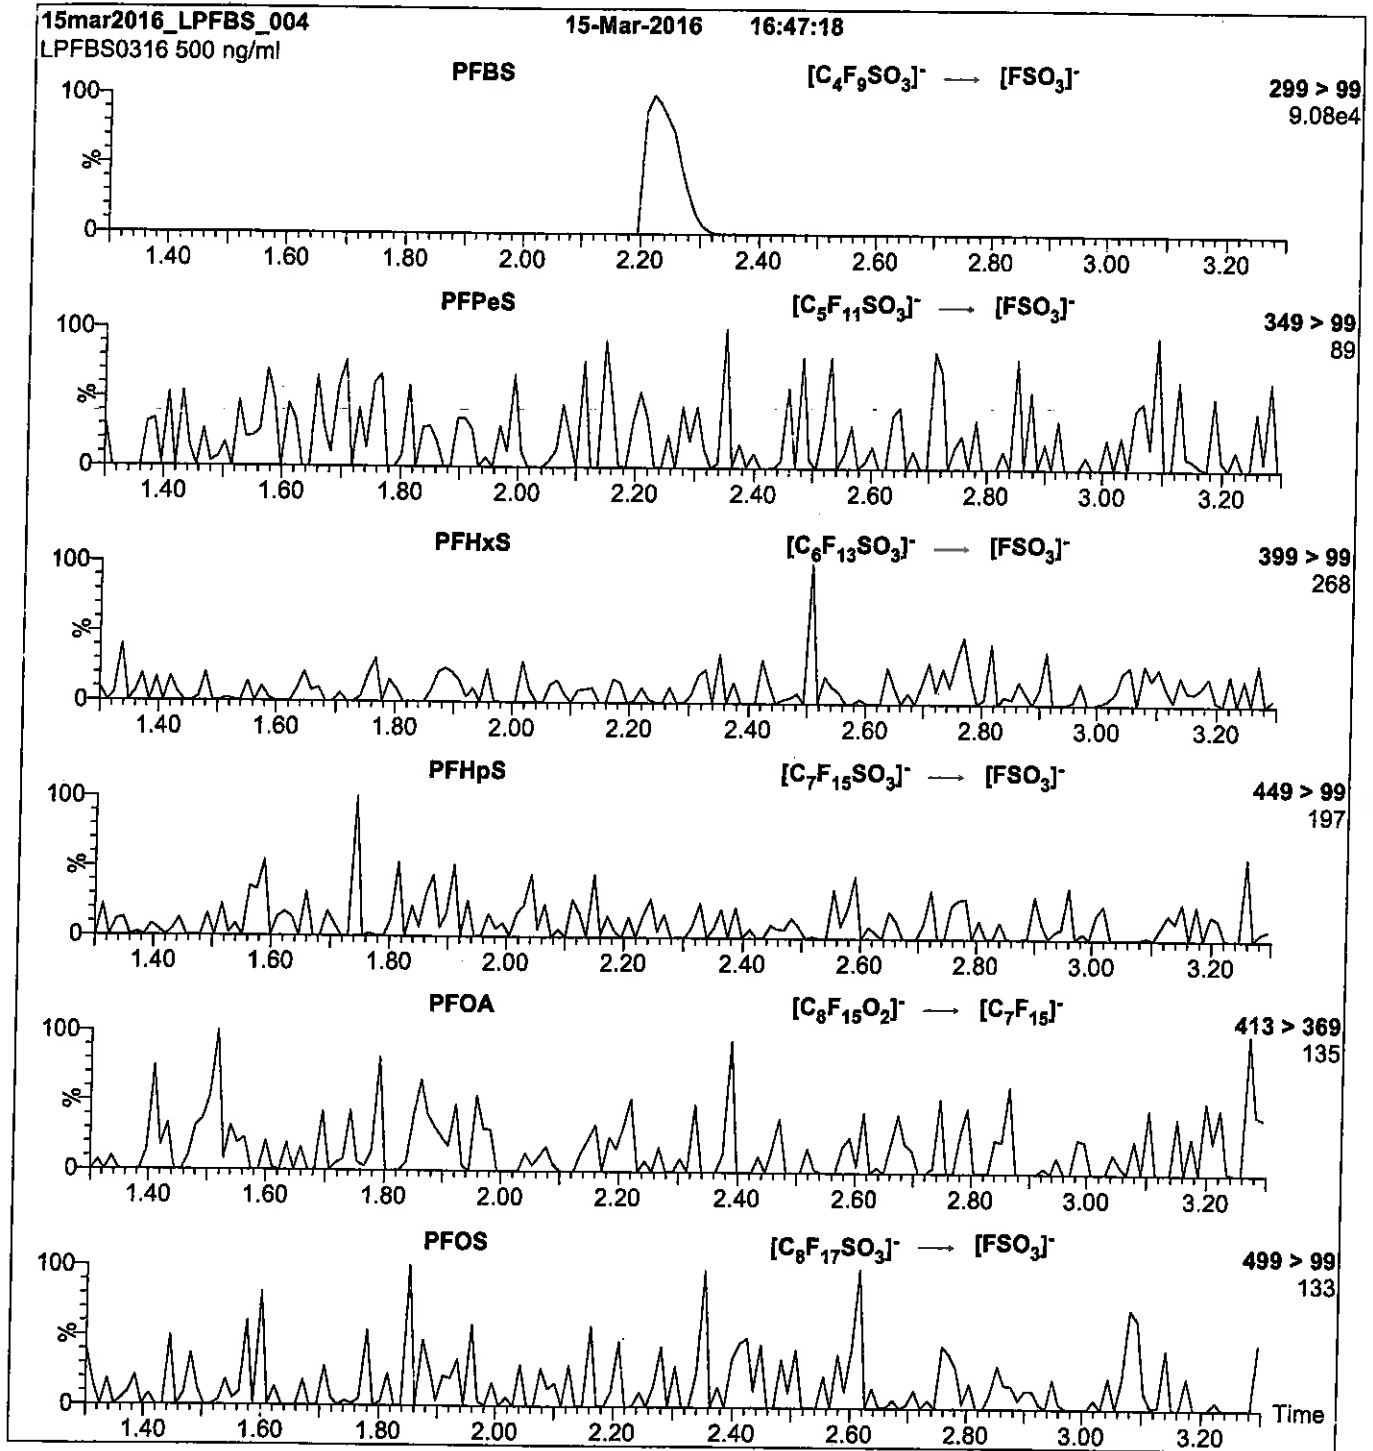 15mar2016_LPFBS_004 15-Mar-2016 16:47:18
LPFBS0316 500 ng/ml
PFBS [C4F9SO3]- → [FSO3]- 299 > 99
9.08e4
100
%
0
1.40 1.60 1.80 2.00 2.20 2.40 2.60 2.80 3.00 3.20
PFPeS [C5F11SO3]- → [FSO3]- 349 > 99
89
100
%
0
1.40 1.60 1.80 2.00 2.20 2.40 2.60 2.80 3.00 3.20
PFHxS [C6F13SO3]- → [FSO3]- 399 > 99
268
100
%
0
1.40 1.60 1.80 2.00 2.20 2.40 2.60 2.80 3.00 3.20
PFHpS [C7F15SO3]- → [FSO3]- 449 > 99
197
100
%
0
1.40 1.60 1.80 2.00 2.20 2.40 2.60 2.80 3.00 3.20
PFOA [C8F15O2]- → [C7F15]- 413 > 369
135
100
%
0
1.40 1.60 1.80 2.00 2.20 2.40 2.60 2.80 3.00 3.20
PFOS [C8F17SO3]- → [FSO3]- 499 > 99
133
100
%
0
Time
1.40 1.60 1.80 2.00 2.20 2.40 2.60 2.80 3.00 3.20